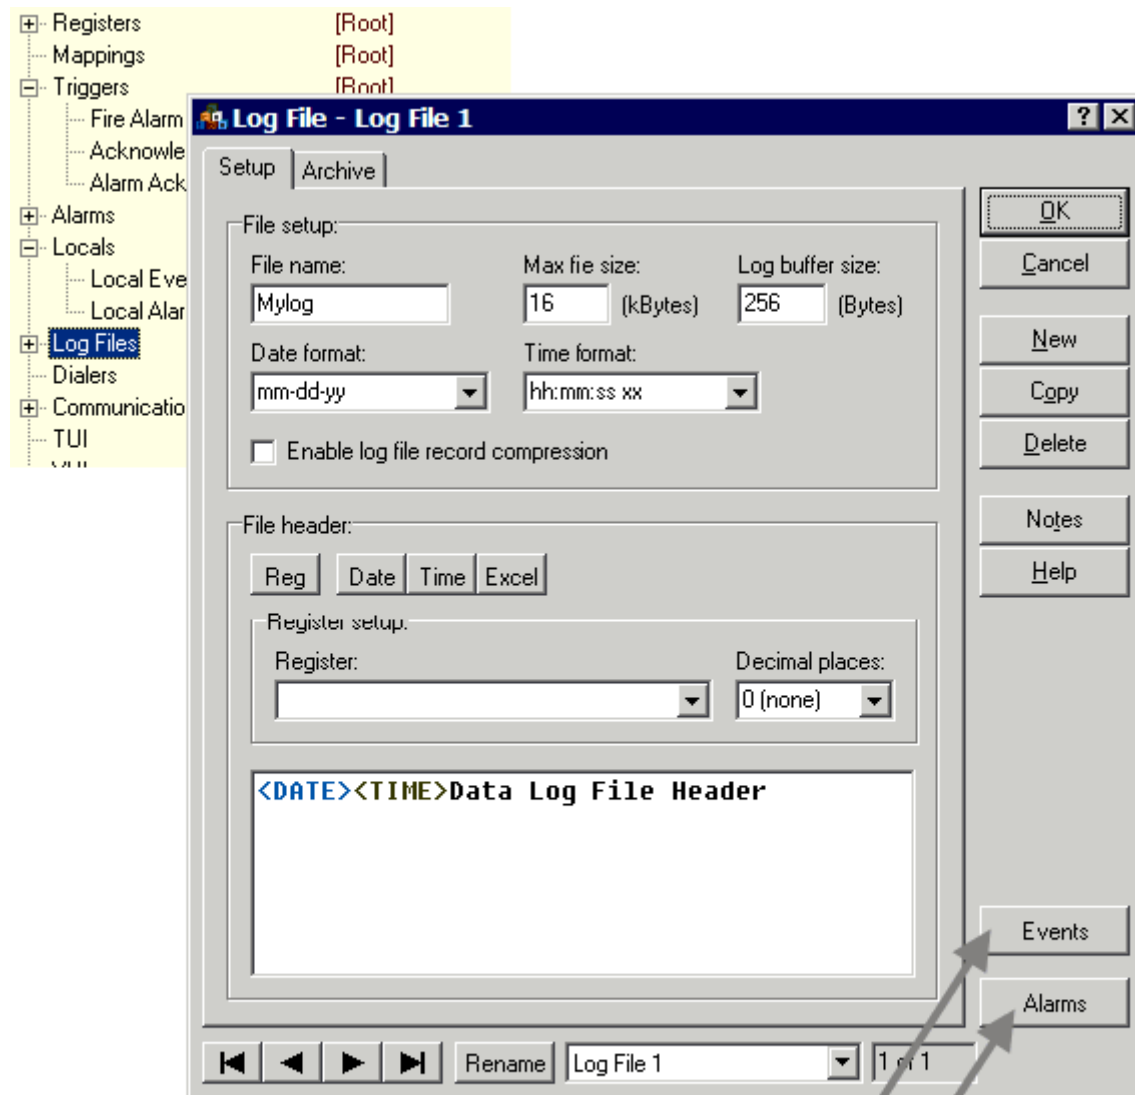 Registers [Root]
Mappings [Root]
Triggers [Root]
Fire Alarm
Acknowle
Alarm Ack
Alarms
Locals
Local Eve
Local Alar
Log Files
Dialers
Communicatio
TUI
Log File - Log File 1
Setup Archive
File setup:
File name: Max fie size: Log buffer size:
Mylog 16 (kBytes) 256 (Bytes)
Date format: Time format:
mm-dd-yy hh:mm:ss xx
Enable log file record compression
File header:
Reg Date Time Excel
Register setup:
Register: Decimal places:
0 (none)
<DATE><TIME>Data Log File Header
OK
Cancel
New
Copy
Delete
Notes
Help
Events
Alarms
Rename Log File 1 1 of 1